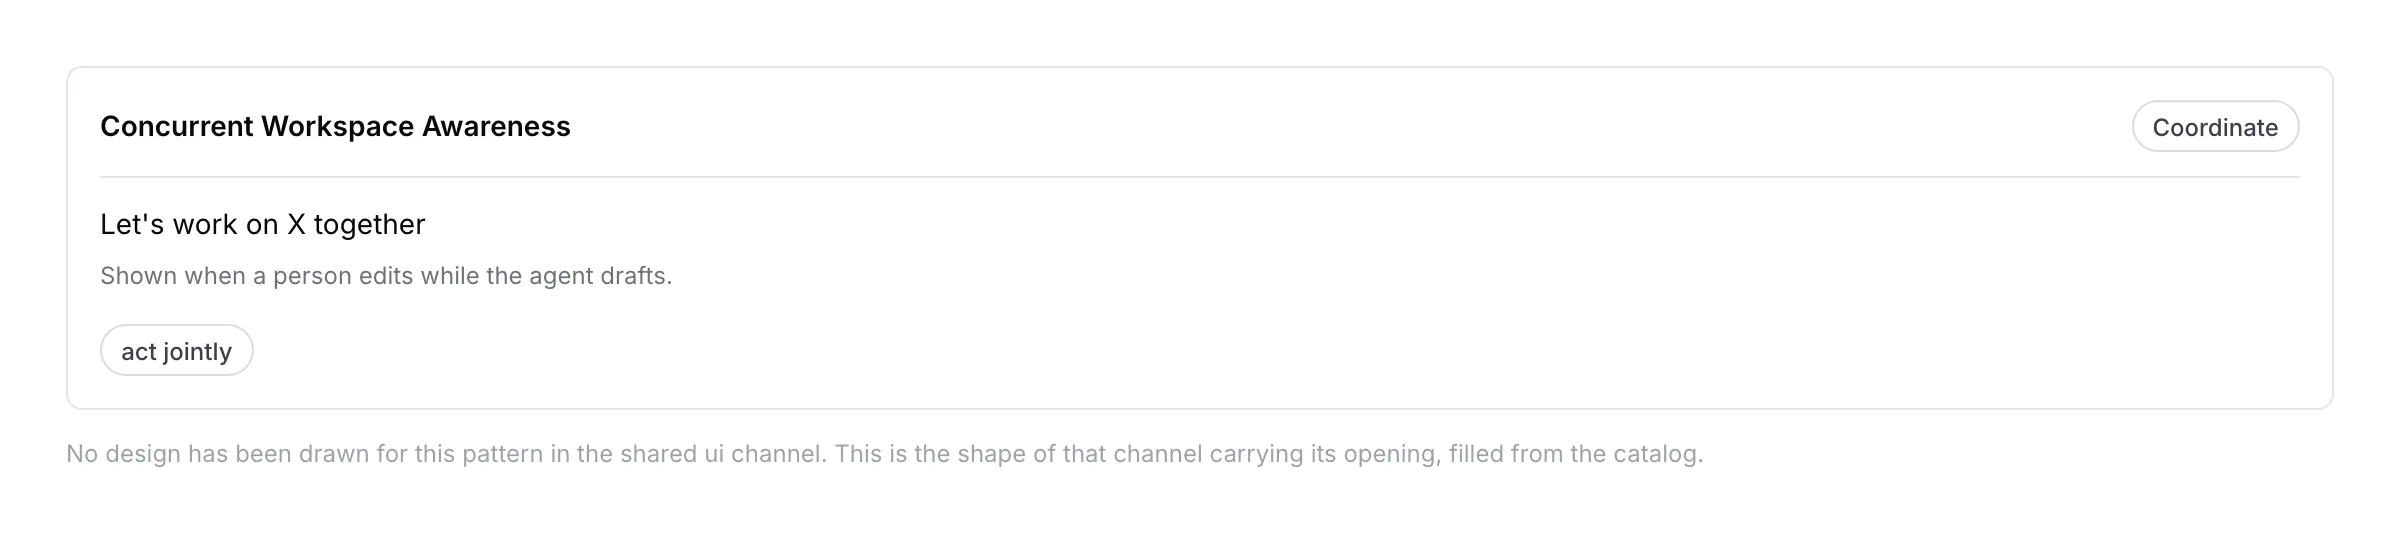 Concurrent Workspace Awareness
Coordinate
Let's work on X together
Shown when a person edits while the agent drafts.
act jointly
No design has been drawn for this pattern in the shared ui channel. This is the shape of that channel carrying its opening, filled from the catalog.